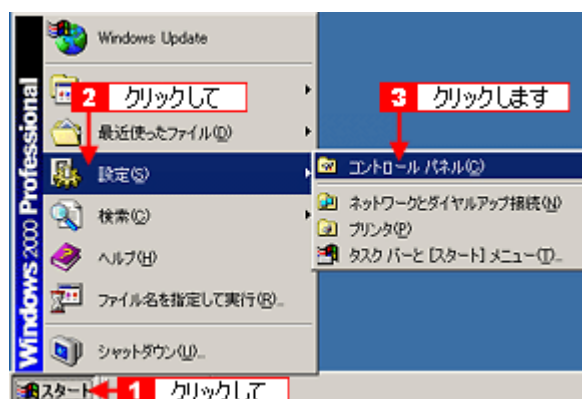 Windows Update
2 クリックして
3 クリックします
最近使ったファイル(D)
設定(S)
コントロール パネル(C)
検索(C)
ネットワークとダイヤルアップ接続(N)
プリンタ(P)
ヘルプ(H)
タスク バーと [スタート] メニュー(T)...
ファイル名を指定して実行(R)...
シャットダウン(U)...
Windows 2000 Professional
スタート
1 クリックして